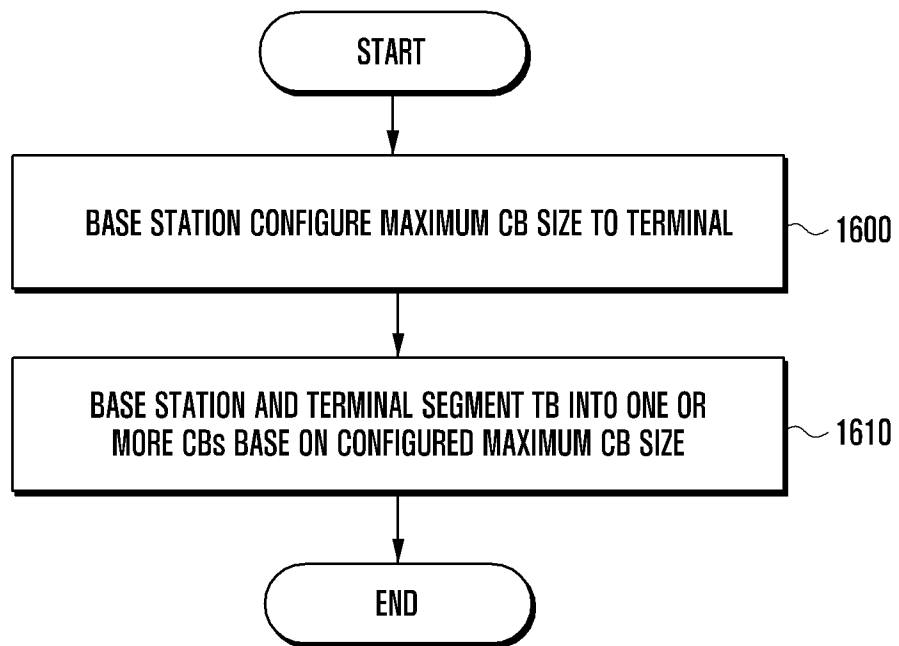 START
BASE STATION CONFIGURE MAXIMUM CB SIZE TO TERMINAL
1600
BASE STATION AND TERMINAL SEGMENT TB INTO ONE OR
MORE CBs BASE ON CONFIGURED MAXIMUM CB SIZE
1610
END